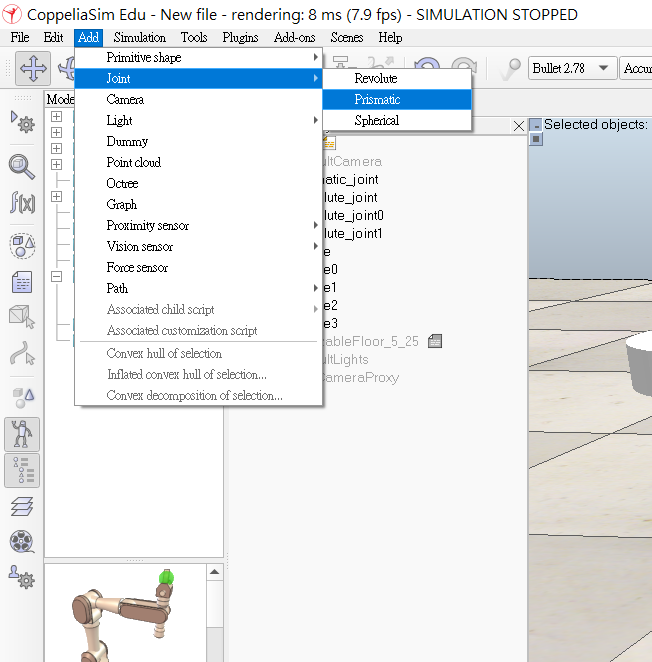 CoppeliaSim Edu - New file - rendering: 8 ms (7.9 fps) - SIMULATION STOPPED
File Edit Add Simulation Tools Plugins Add-ons Scenes Help
Primitive shape
Bullet 2.78 Accur
Joint
Revolute
Mode
Camera
Prismatic
Light
Spherical
Selected objects:
Dummy
Point cloud
ultCamera
Octree
natic_joint
Graph
lute_joint
lute_joint0
Proximity sensor
lute_joint1
Vision sensor
e
Force sensor
e0
Path
e1
Associated child script
e2
Associated customization script
e3
zableFloor_5_25
Convex hull of selection
ultLights
Inflated convex hull of selection...
CameraProxy
Convex decomposition of selection...
f(x)